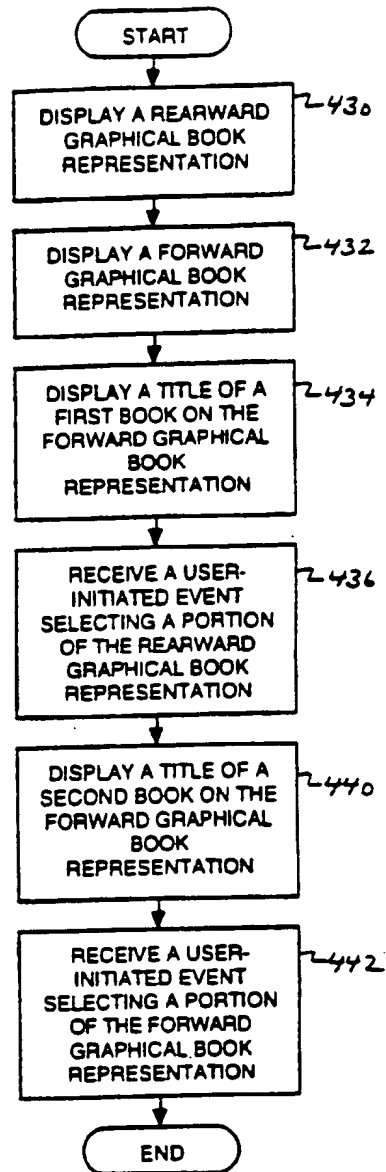 START
DISPLAY A REARWARD
GRAPHICAL BOOK
REPRESENTATION
430
DISPLAY A FORWARD
GRAPHICAL BOOK
REPRESENTATION
432
DISPLAY A TITLE OF A
FIRST BOOK ON THE
FORWARD GRAPHICAL
BOOK
REPRESENTATION
434
RECEIVE A USER-
INITIATED EVENT
SELECTING A PORTION
OF THE REARWARD
GRAPHICAL BOOK
REPRESENTATION
436
DISPLAY A TITLE OF A
SECOND BOOK ON THE
FORWARD GRAPHICAL
BOOK
REPRESENTATION
440
RECEIVE A USER-
INITIATED EVENT
SELECTING A PORTION
OF THE FORWARD
GRAPHICAL BOOK
REPRESENTATION
442
END